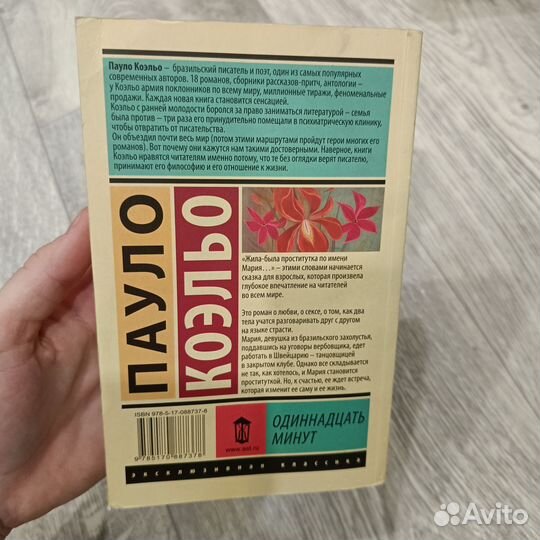 Пауло Коэльо – бразильский писатель и поэт, один из самых популярных
современных авторов. 18 романов, сборники рассказов-притч, антологии –
у Коэльо армия поклонников по всему миру, миллионные тиражи, феноменальные
продажи. Каждая новая книга становится сенсацией.
Коэльо с ранней молодости боролся за право заниматься литературой – семья
была против – три раза его принудительно помещали в психиатрическую клинику,
чтобы отвратить от писательства.
Он объездил почти весь мир (потом этими маршрутами пройдут герои многих его
романов). Вот почему они кажутся нам такими достоверными. Наверное, книги
Коэльо нравятся читателям именно потому, что те без оглядки верят писателю,
принимают его философию и его отношение к жизни.
ПАУЛО
КОЭЛЬО
«Жила-была проститутка по имени
Мария…» – этими словами начинается
сказка для взрослых, которая произвела
глубокое впечатление на читателей
во всем мире.
Это роман о любви, о сексе, о том, как два
тела учатся разговаривать друг с другом
на языке страсти.
Мария, девушка из бразильского захолустья,
поддавшись на уговоры вербовщика, едет
работать в Швейцарию – танцовщицей
в закрытом клубе. Однако все складывается
не так, как хотелось, и Мария становится
проституткой. Но, к счастью, ее ждет встреча,
которая изменит ее саму и ее жизнь.
ISBN 978-5-17-088737-8
9 785170 887378
www.ast.ru
ОДИННАДЦАТЬ
МИНУТ
эксклюзивная классика
Avito